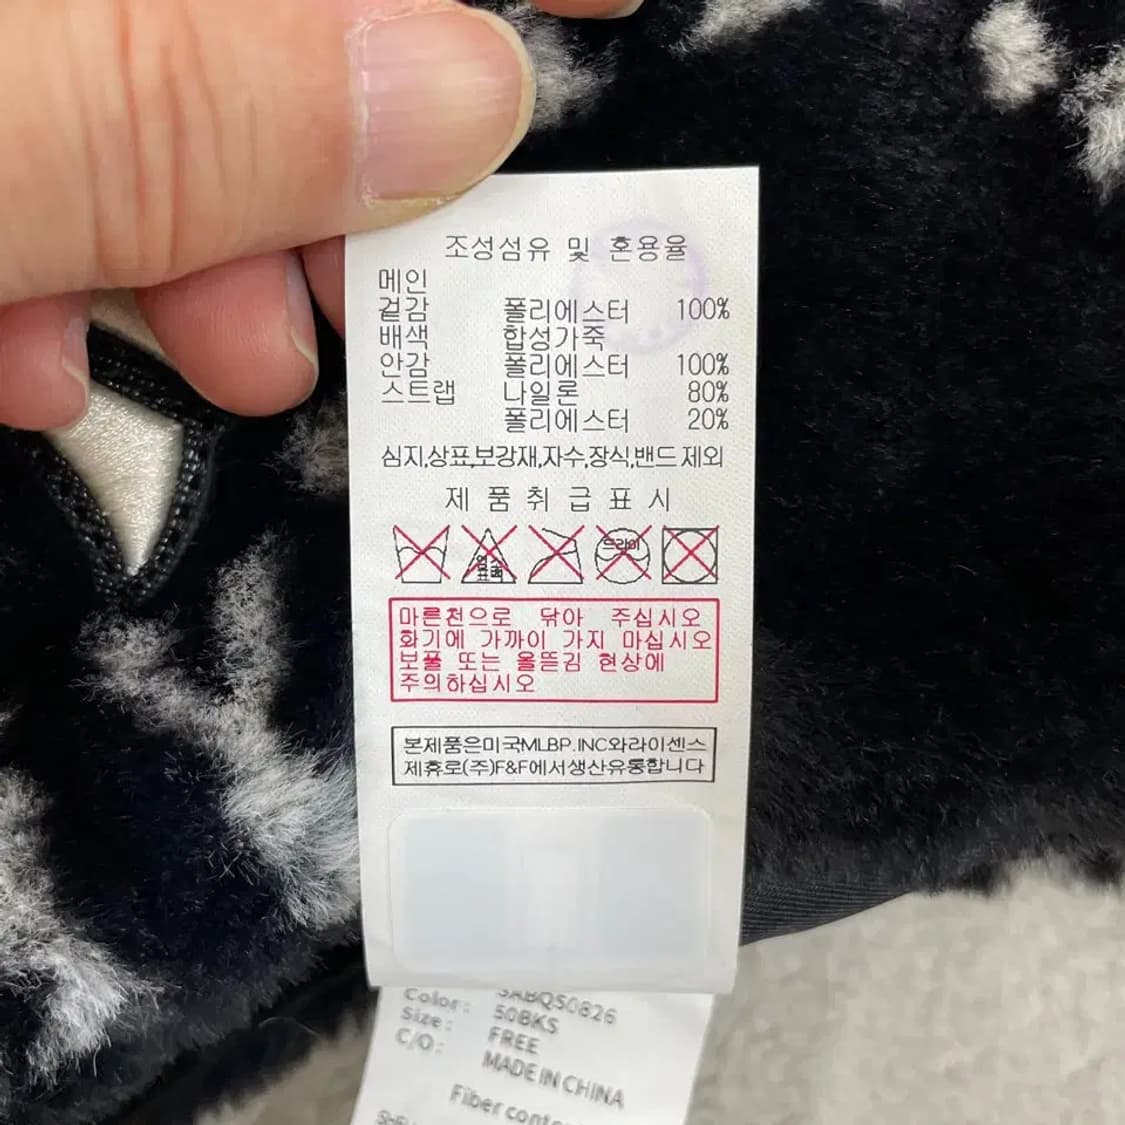 조성섬유 및 혼용율
메인
겉감 폴리에스터 100%
배색 합성가죽
안감 폴리에스터 100%
스트랩 나일론 80%
폴리에스터 20%
심지,상표,보강재,자수,장식,밴드 제외
제 품 취 급 표 시
드라이
마른천으로 닦아 주십시오
화기에 가까이 가지 마십시오
보풀 또는 올뜯김 현상에
주의하십시오
본제품은미국MLBP.INC와라이센스
제휴로(주)F&F에서생산유통합니다
5ABQ50826
Color: 50BKS
Size: FREE
C/O: MADE IN CHINA
Fiber